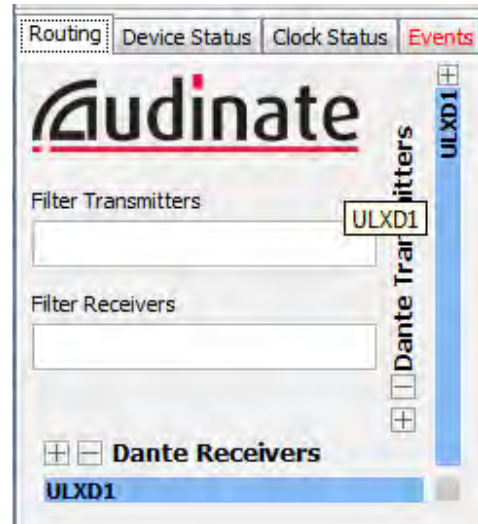 Routing
Device Status
Clock Status
Events
Audinate
Filter Transmitters
ULXD1
Filter Receivers
Dante Transmitters
ULXD1
Dante Receivers
ULXD1